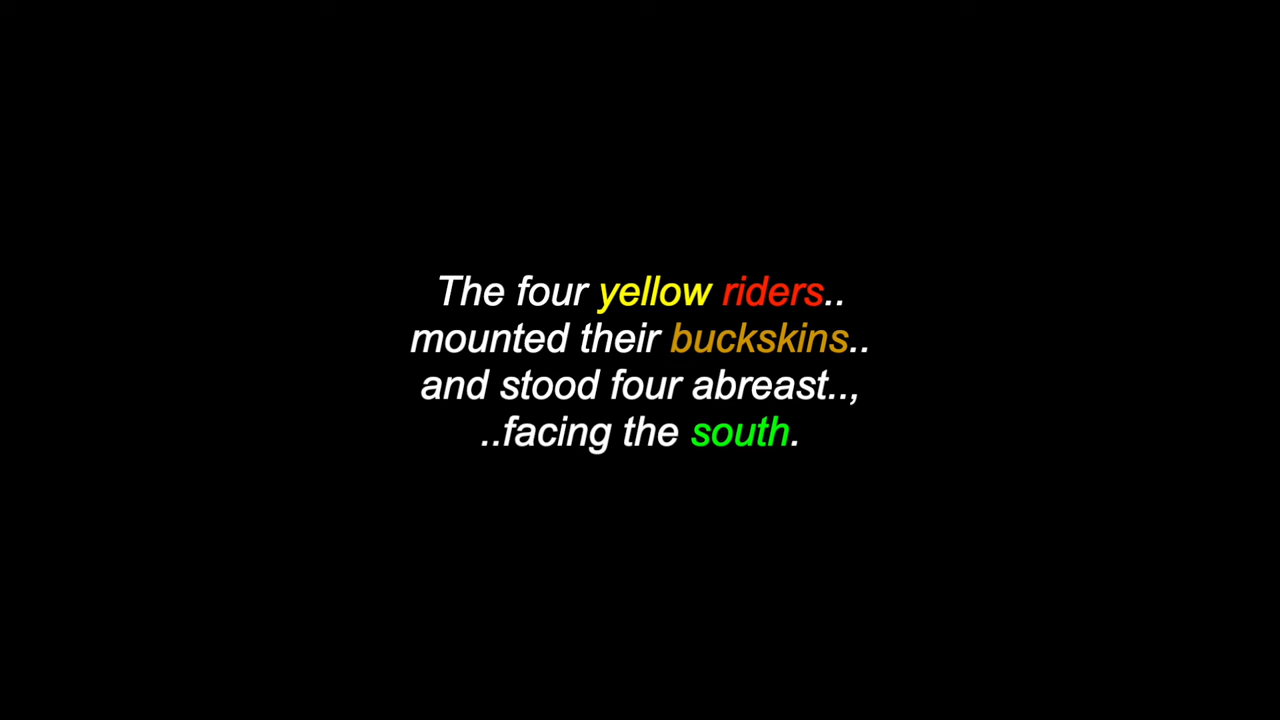 The four yellow riders..
mounted their buckskins..
and stood four abreast..,
..facing the south.